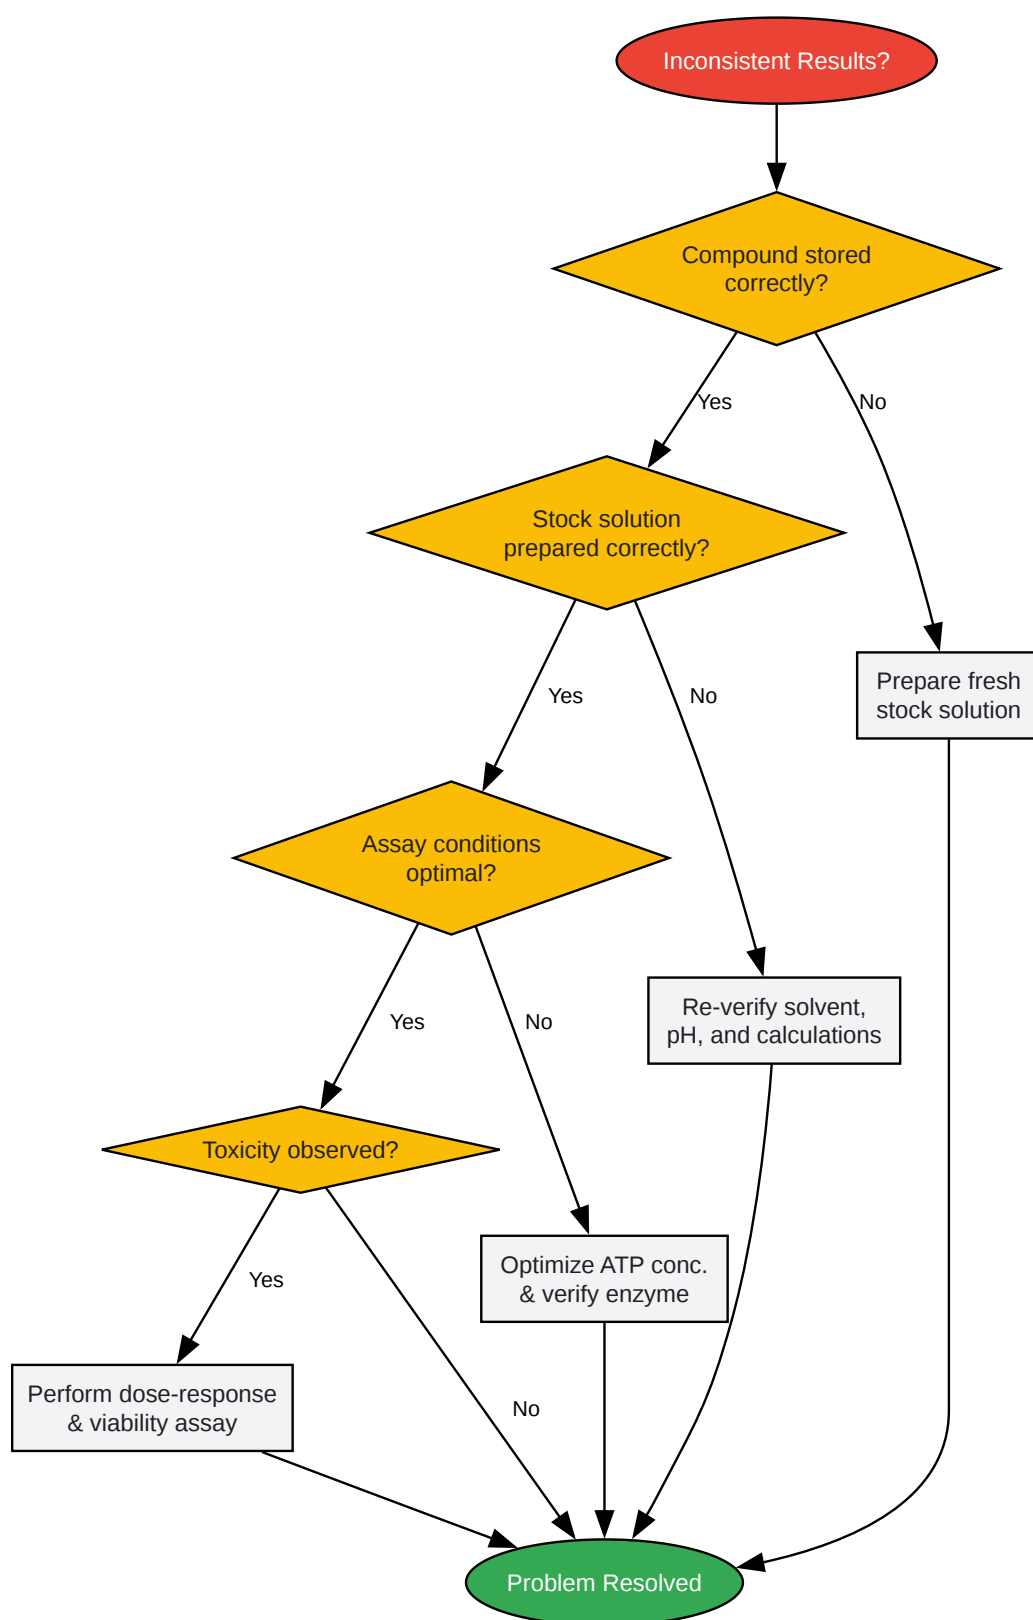 Inconsistent Results?
Compound stored
correctly?
Yes
No
Stock solution
prepared correctly?
Prepare fresh
stock solution
Yes
No
Assay conditions
optimal?
Re-verify solvent,
pH, and calculations
Yes
No
Toxicity observed?
Optimize ATP conc.
& verify enzyme
Yes
Perform dose-response
& viability assay
No
Problem Resolved